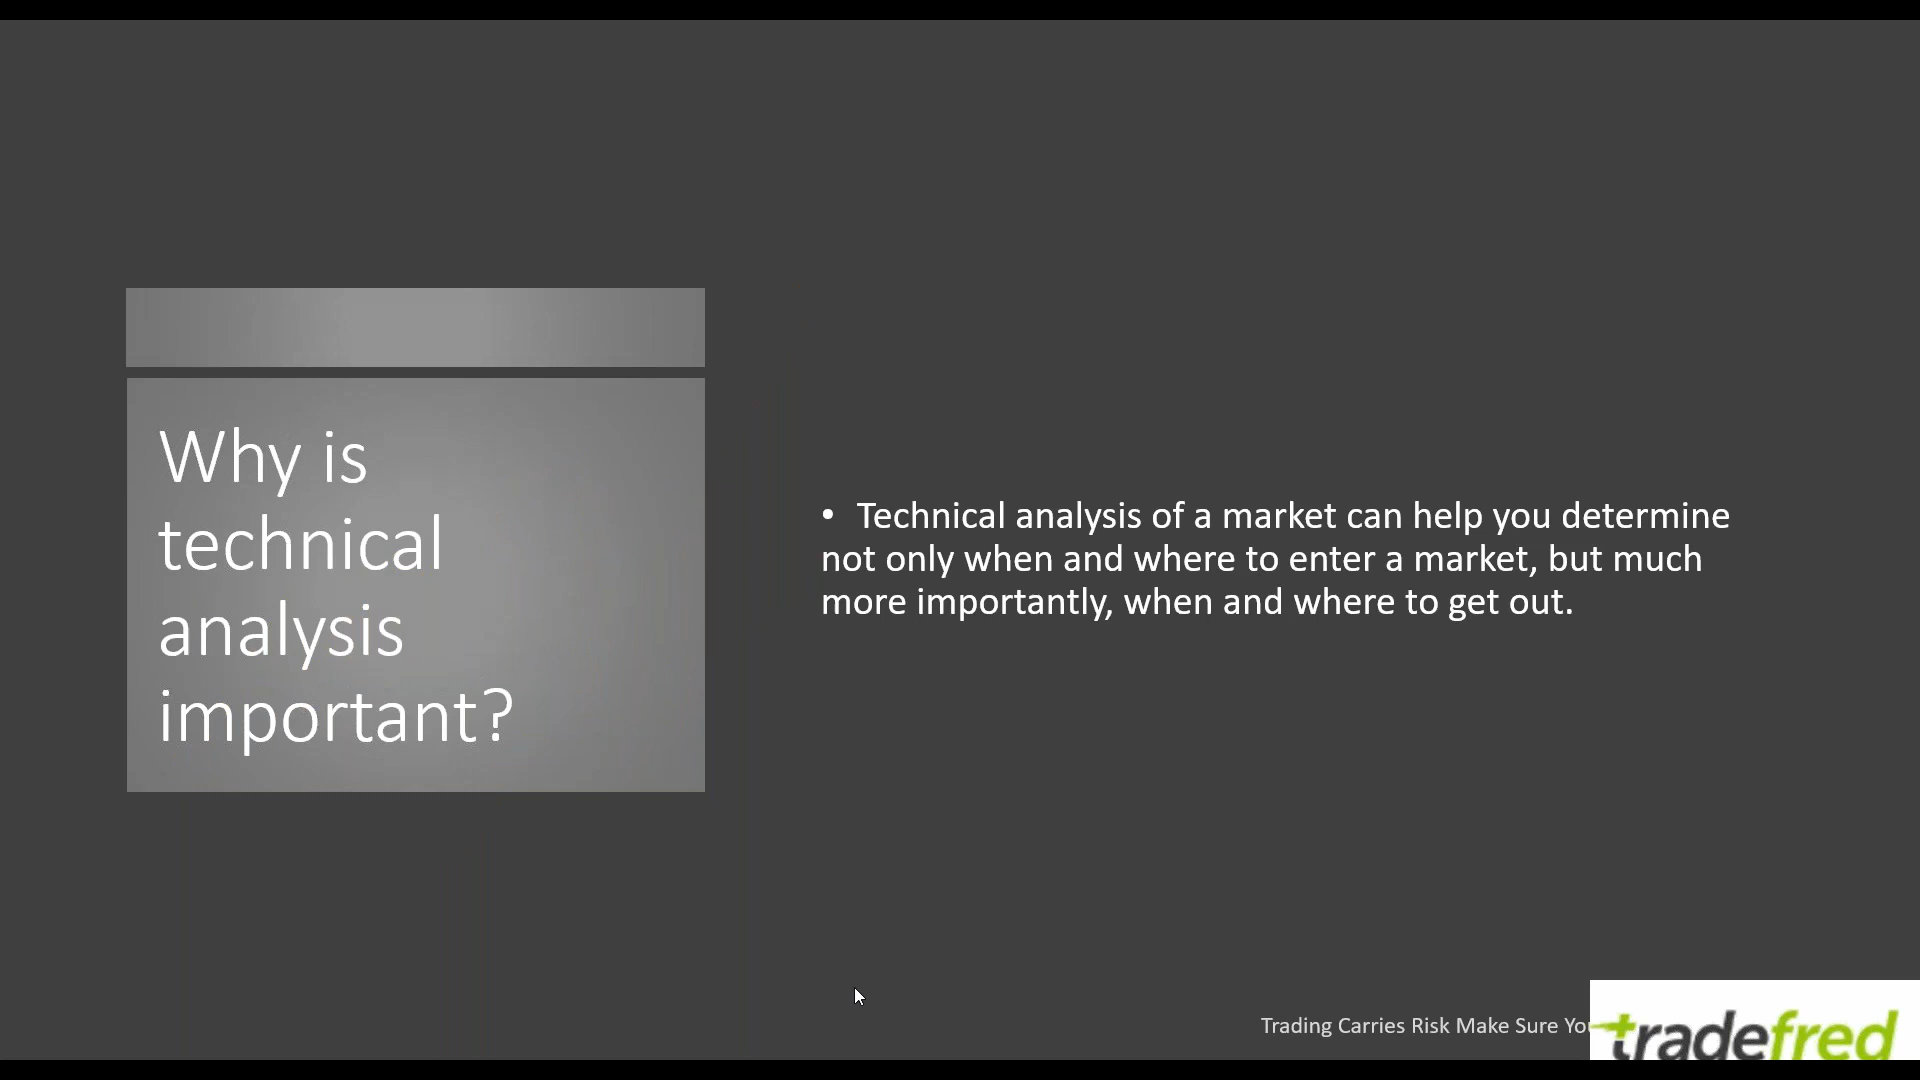 Why is
technical
analysis
important?
• Technical analysis of a market can help you determine
not only when and where to enter a market, but much
more importantly, when and where to get out.
Trading Carries Risk Make Sure You
tradefred